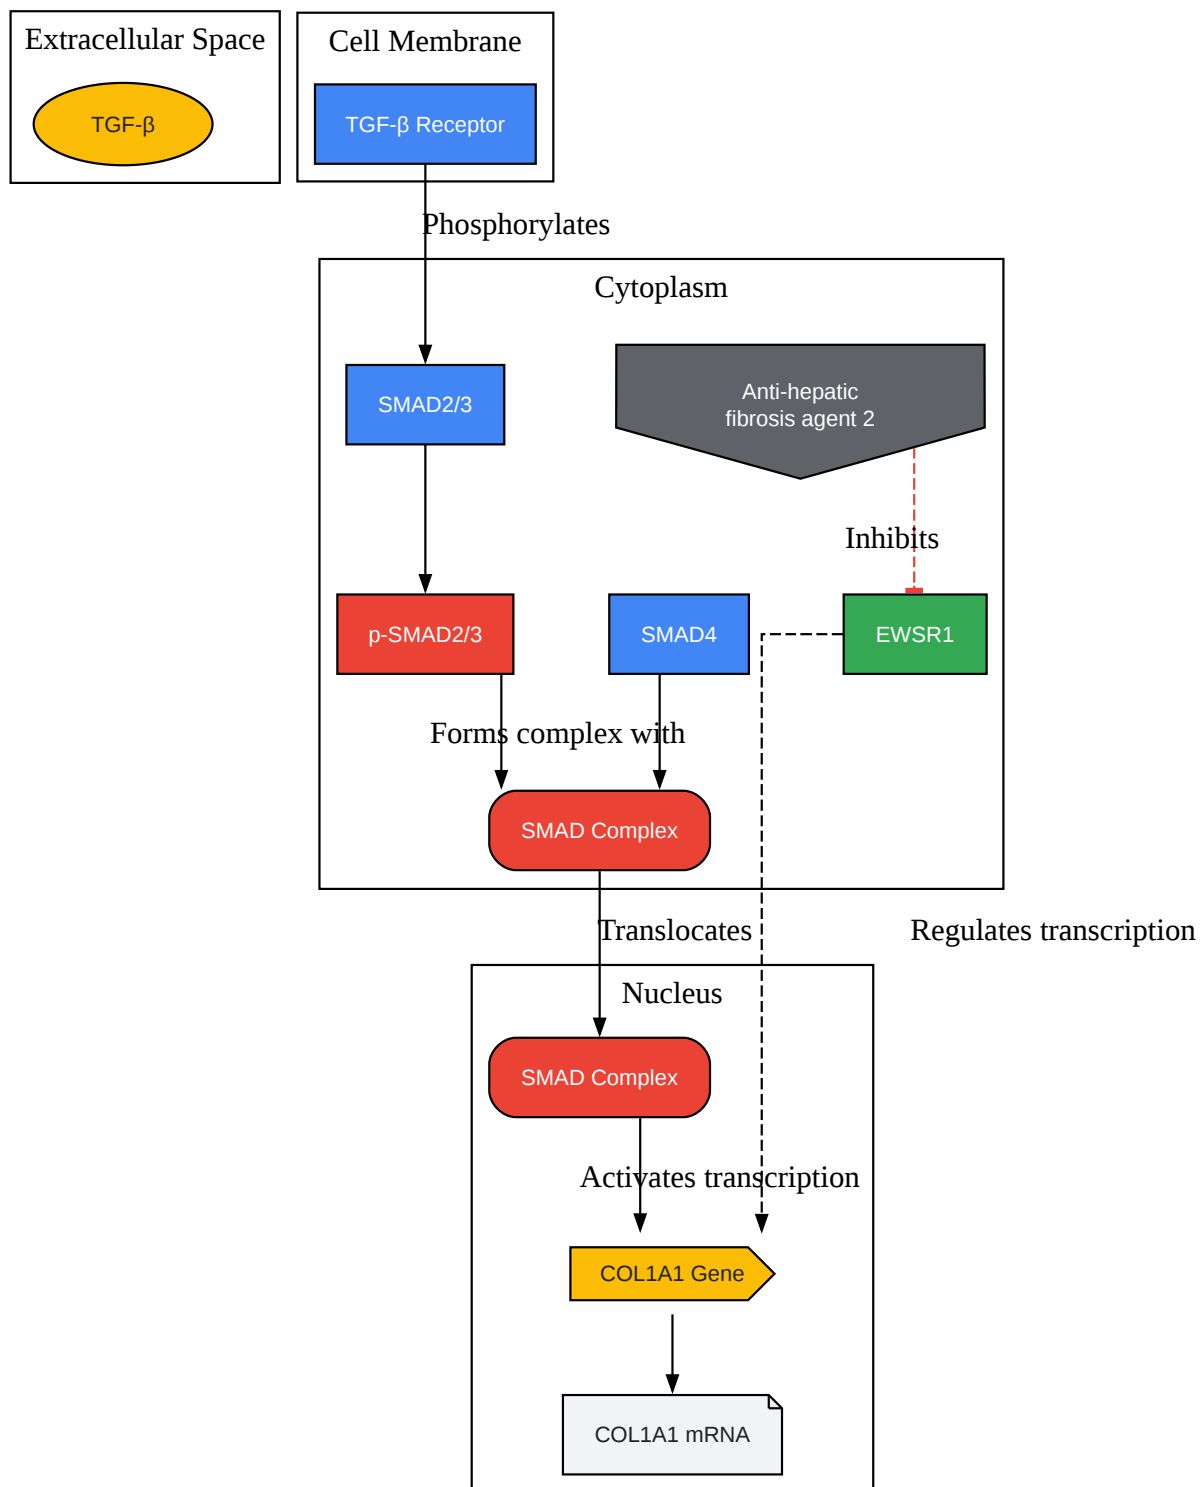 Extracellular Space
Cell Membrane
TGF-β
TGF-β Receptor
Phosphorylates
Cytoplasm
SMAD2/3
Anti-hepatic
fibrosis agent 2
Inhibits
p-SMAD2/3
SMAD4
EWSR1
Forms complex with
SMAD Complex
Translocates
Regulates transcription
Nucleus
SMAD Complex
Activates transcription
COL1A1 Gene
COL1A1 mRNA